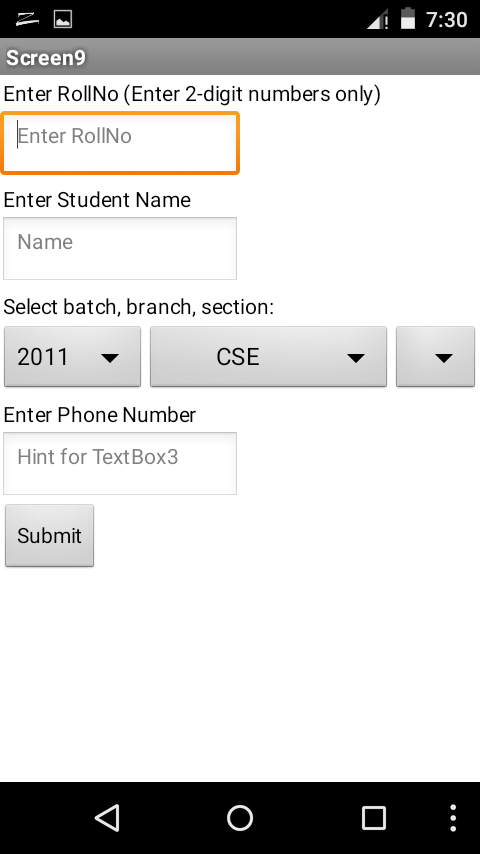 7:30
Screen9
Enter RollNo (Enter 2-digit numbers only)
Enter RollNo
Enter Student Name
Name
Select batch, branch, section:
2011 CSE
Enter Phone Number
Hint for TextBox3
Submit